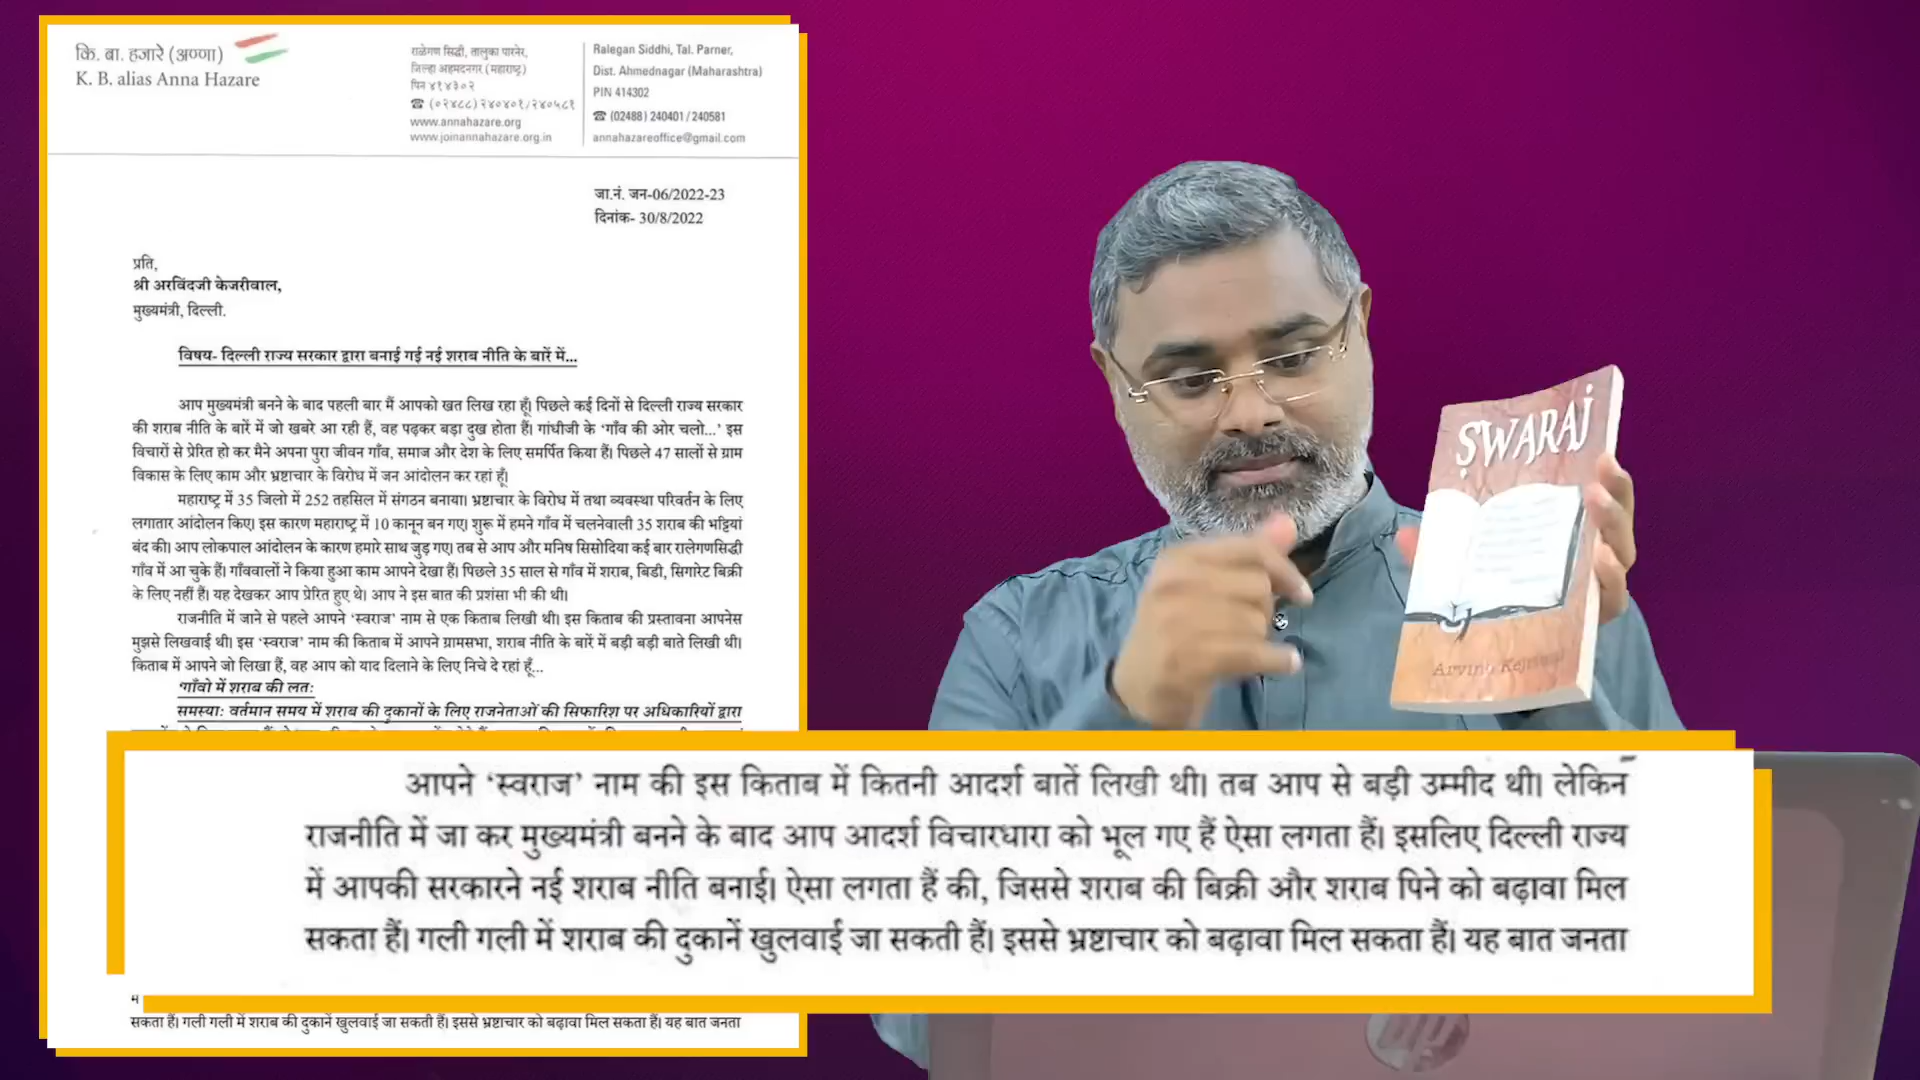 कि. बा. हजारे (अण्णा)
K. B. alias Anna Hazare
राळेगण सिद्धी, तालुका पारनेर,
जिल्हा अहमदनगर (महाराष्ट्र)
पिन ४१४३०२
☎ (०२४८८) २४०४०१/२४०५८१
www.annahazare.org
www.joinannahazare.org.in
Ralegan Siddhi, Tal. Parner,
Dist. Ahmednagar (Maharashtra)
PIN 414302
☎ (02488) 240401/240581
annahazareoffice@gmail.com
जा.नं. जन-06/2022-23
दिनांक- 30/8/2022
प्रति,
श्री अरविंदजी केजरीवाल,
मुख्यमंत्री, दिल्ली.
विषय- दिल्ली राज्य सरकार द्वारा बनाई गई नई शराब नीति के बारें में...
आप मुख्यमंत्री बनने के बाद पहली बार मैं आपको खत लिख रहा हूँ। पिछले कई दिनों से दिल्ली राज्य सरकार
की शराब नीति के बारें में जो खबरे आ रही हैं, वह पढ़कर बड़ा दुख होता हैं। गांधीजी के ‘गाँव की ओर चलो...’ इस
विचारों से प्रेरित हो कर मैने अपना पुरा जीवन गाँव, समाज और देश के लिए समर्पित किया हैं। पिछले 47 सालों से ग्राम
विकास के लिए काम और भ्रष्टाचार के विरोध में जन आंदोलन कर रहां हूँ।
महाराष्ट्र में 35 जिलो में 252 तहसिल में संगठन बनाया। भ्रष्टाचार के विरोध में तथा व्यवस्था परिवर्तन के लिए
लगातार आंदोलन किए। इस कारण महाराष्ट्र में 10 कानून बन गए। शुरू में हमने गाँव में चलनेवाली 35 शराब की भट्टियां
बंद की। आप लोकपाल आंदोलन के कारण हमारे साथ जुड़ गए। तब से आप और मनिष सिसोदिया कई बार रालेगणसिद्धी
गाँव में आ चुके हैं। गाँववालों ने किया हुआ काम आपने देखा हैं। पिछले 35 साल से गाँव में शराब, बिडी, सिगारेट बिक्री
के लिए नहीं हैं। यह देखकर आप प्रेरित हुए थे। आप ने इस बात की प्रशंसा भी की थी।
राजनीति में जाने से पहले आपने ‘स्वराज’ नाम से एक किताब लिखी थी। इस किताब की प्रस्तावना आपनेस
मुझसे लिखवाई थी। इस ‘स्वराज’ नाम की किताब में आपने ग्रामसभा, शराब नीति के बारें में बड़ी बड़ी बाते लिखी थी।
किताब में आपने जो लिखा हैं, वह आप को याद दिलाने के लिए निचे दे रहां हूँ...
‘गाँवो में शराब की लतः
समस्याः वर्तमान समय में शराब की दुकानों के लिए राजनेताओं की सिफारिश पर अधिकारियों द्वारा
SWARAJ
Arvind Kejriwal
आपने ‘स्वराज’ नाम की इस किताब में कितनी आदर्श बातें लिखी थी। तब आप से बड़ी उम्मीद थी। लेकिन
राजनीति में जा कर मुख्यमंत्री बनने के बाद आप आदर्श विचारधारा को भूल गए हैं ऐसा लगता हैं। इसलिए दिल्ली राज्य
में आपकी सरकारने नई शराब नीति बनाई। ऐसा लगता हैं की, जिससे शराब की बिक्री और शराब पिने को बढ़ावा मिल
सकता हैं। गली गली में शराब की दुकानें खुलवाई जा सकती हैं। इससे भ्रष्टाचार को बढ़ावा मिल सकता हैं। यह बात जनता
सकता हैं। गली गली में शराब की दुकानें खुलवाई जा सकती हैं। इससे भ्रष्टाचार को बढ़ावा मिल सकता हैं। यह बात जनता
hp